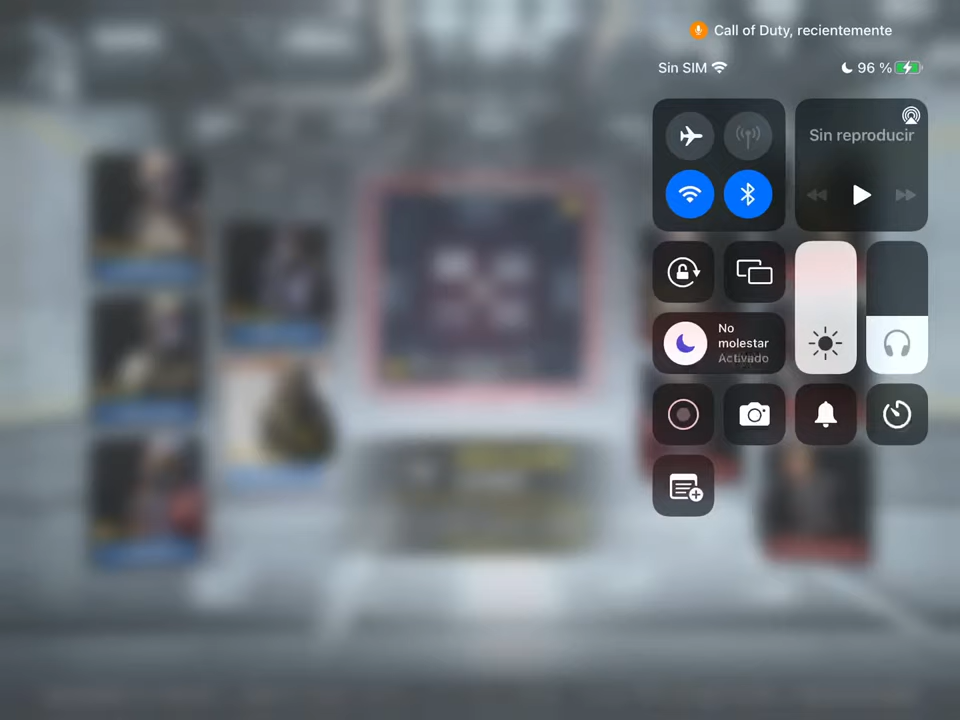 Call of Duty, recientemente
Sin SIM
96 %
Sin reproducir
No
molestar
Activado